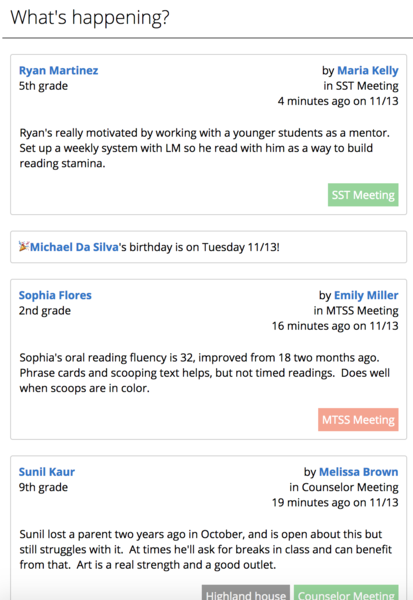 What's happening?
Ryan Martinez
by Maria Kelly
5th grade
in SST Meeting
4 minutes ago on 11/13
Ryan's really motivated by working with a younger students as a mentor.
Set up a weekly system with LM so he read with him as a way to build
reading stamina.
SST Meeting
Michael Da Silva's birthday is on Tuesday 11/13!
Sophia Flores
by Emily Miller
2nd grade
in MTSS Meeting
16 minutes ago on 11/13
Sophia's oral reading fluency is 32, improved from 18 two months ago.
Phrase cards and scooping text helps, but not timed readings.  Does well
when scoops are in color.
MTSS Meeting
Sunil Kaur
by Melissa Brown
9th grade
in Counselor Meeting
19 minutes ago on 11/13
Sunil lost a parent two years ago in October, and is open about this but
still struggles with it.  At times he'll ask for breaks in class and can benefit
from that.  Art is a real strength and a good outlet.
Highland house
Counselor Meeting